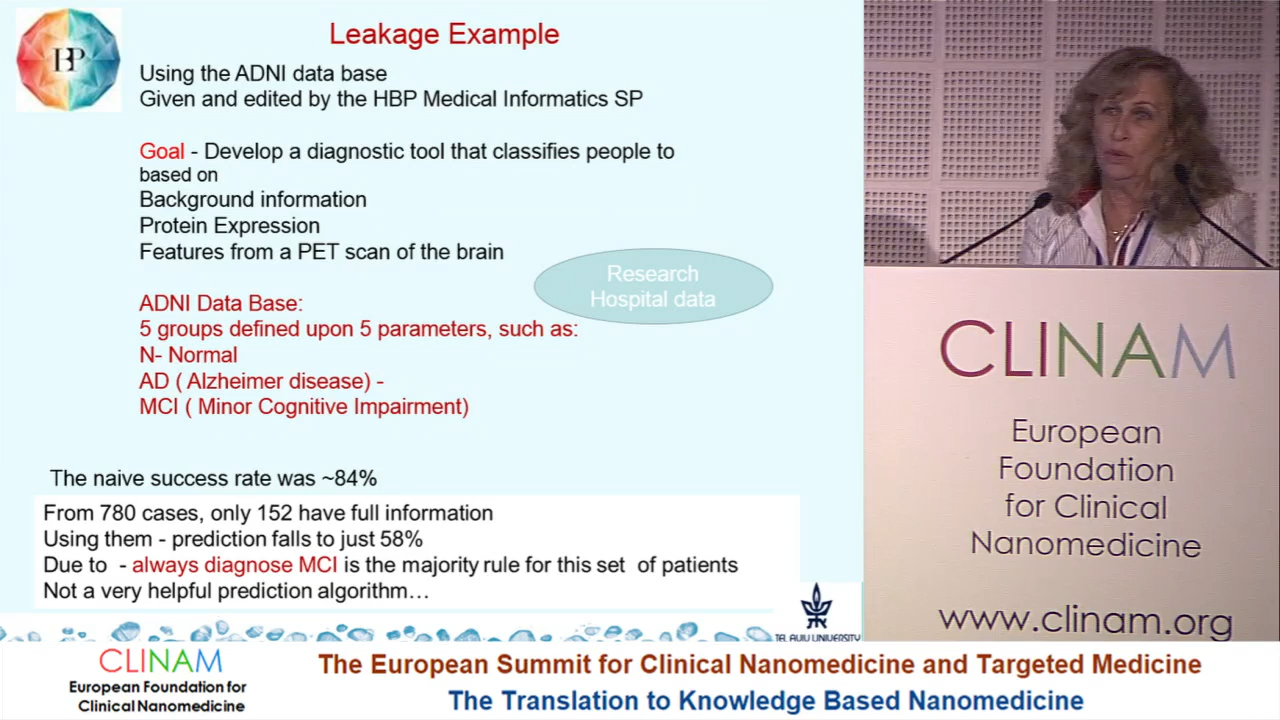 HBP
Leakage Example
Using the ADNI data base
Given and edited by the HBP Medical Informatics SP
Goal - Develop a diagnostic tool that classifies people to
based on
Background information
Protein Expression
Features from a PET scan of the brain
Research
Hospital data
ADNI Data Base:
5 groups defined upon 5 parameters, such as:
N- Normal
AD ( Alzheimer disease) -
MCI ( Minor Cognitive Impairment)
The naive success rate was ~84%
From 780 cases, only 152 have full information
Using them - prediction falls to just 58%
Due to - always diagnose MCI is the majority rule for this set of patients
Not a very helpful prediction algorithm…
TEL AVIV UNIVERSITY
CLINAM
European
Foundation
for Clinical
Nanomedicine
www.clinam.org
CLINAM
European Foundation for
Clinical Nanomedicine
The European Summit for Clinical Nanomedicine and Targeted Medicine
The Translation to Knowledge Based Nanomedicine